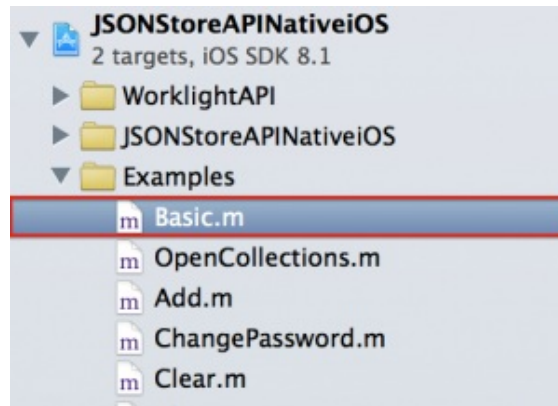 JSONStoreAPINativeiOS
2 targets, iOS SDK 8.1
WorklightAPI
JSONStoreAPINativeiOS
Examples
m Basic.m
m OpenCollections.m
m Add.m
m ChangePassword.m
m Clear.m